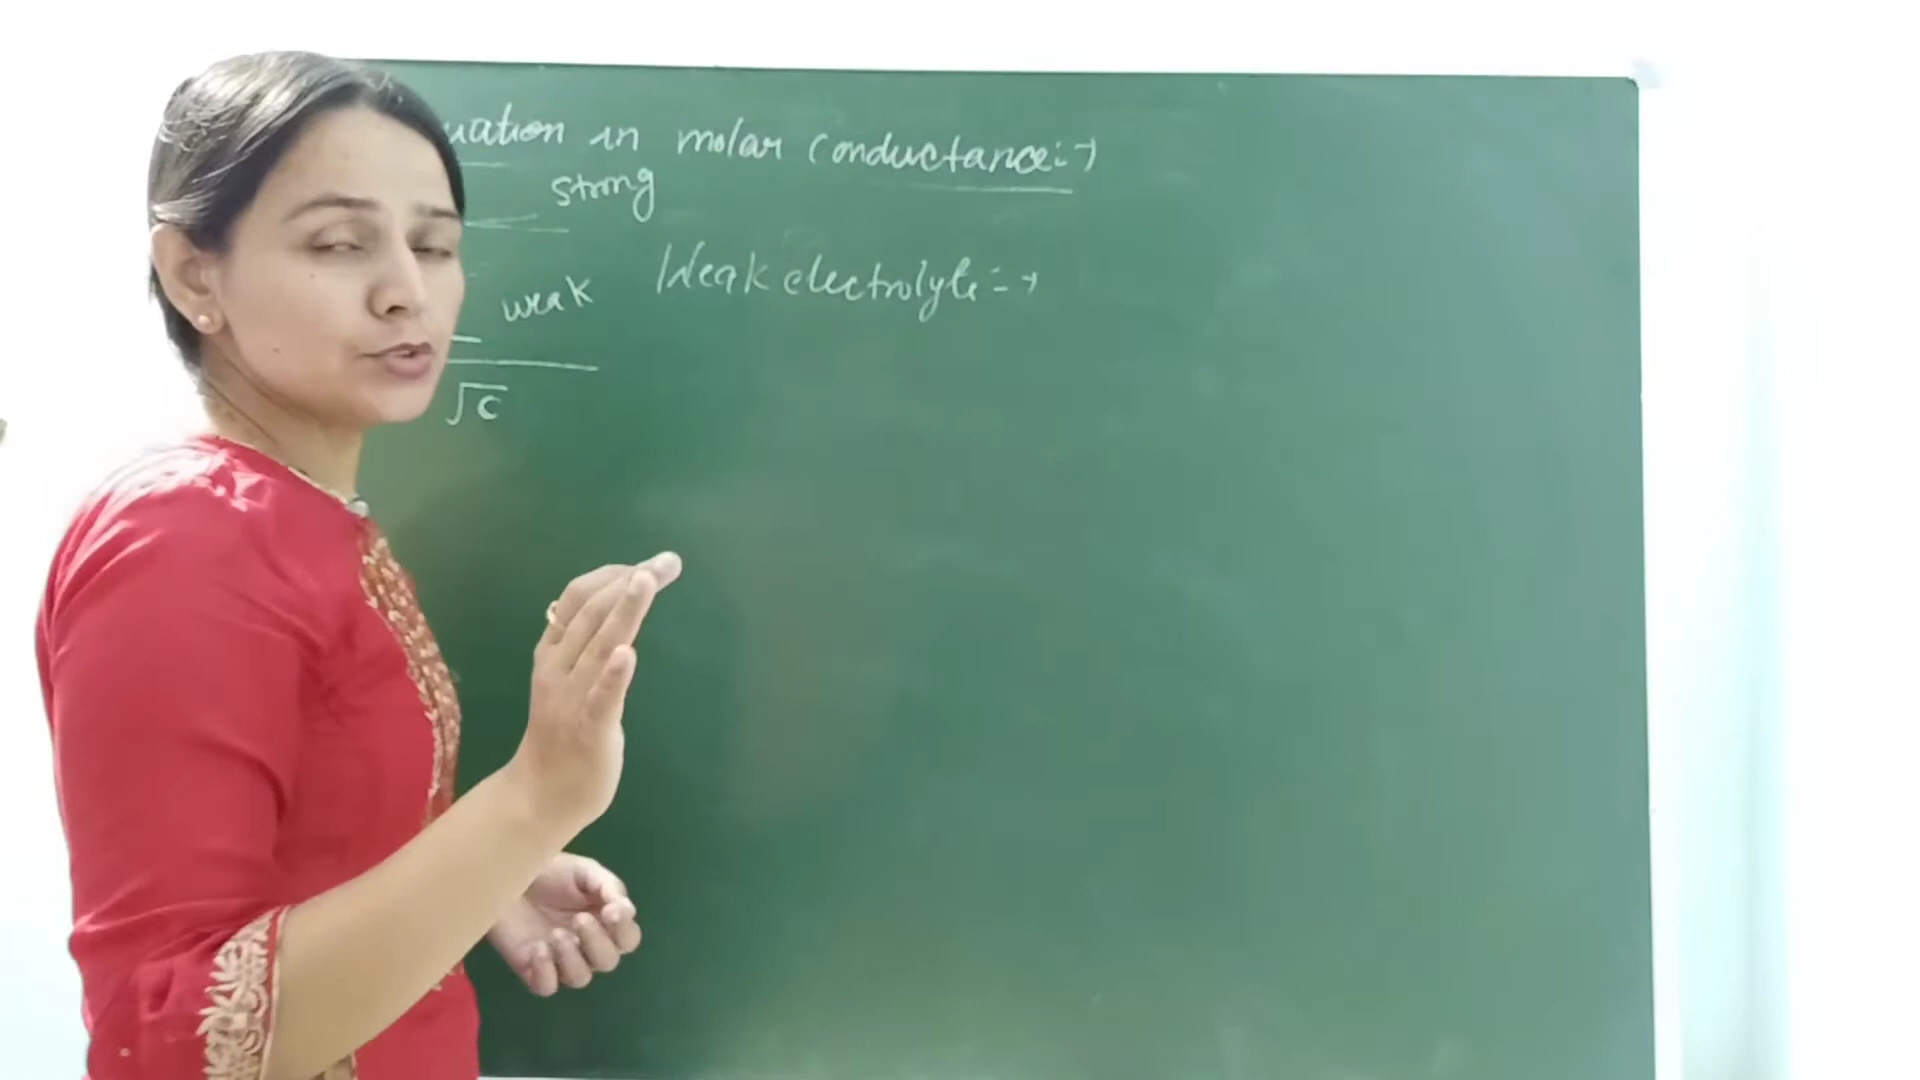 uation in molar conductance:→
strong
Weak electrolyte:→
weak
√C